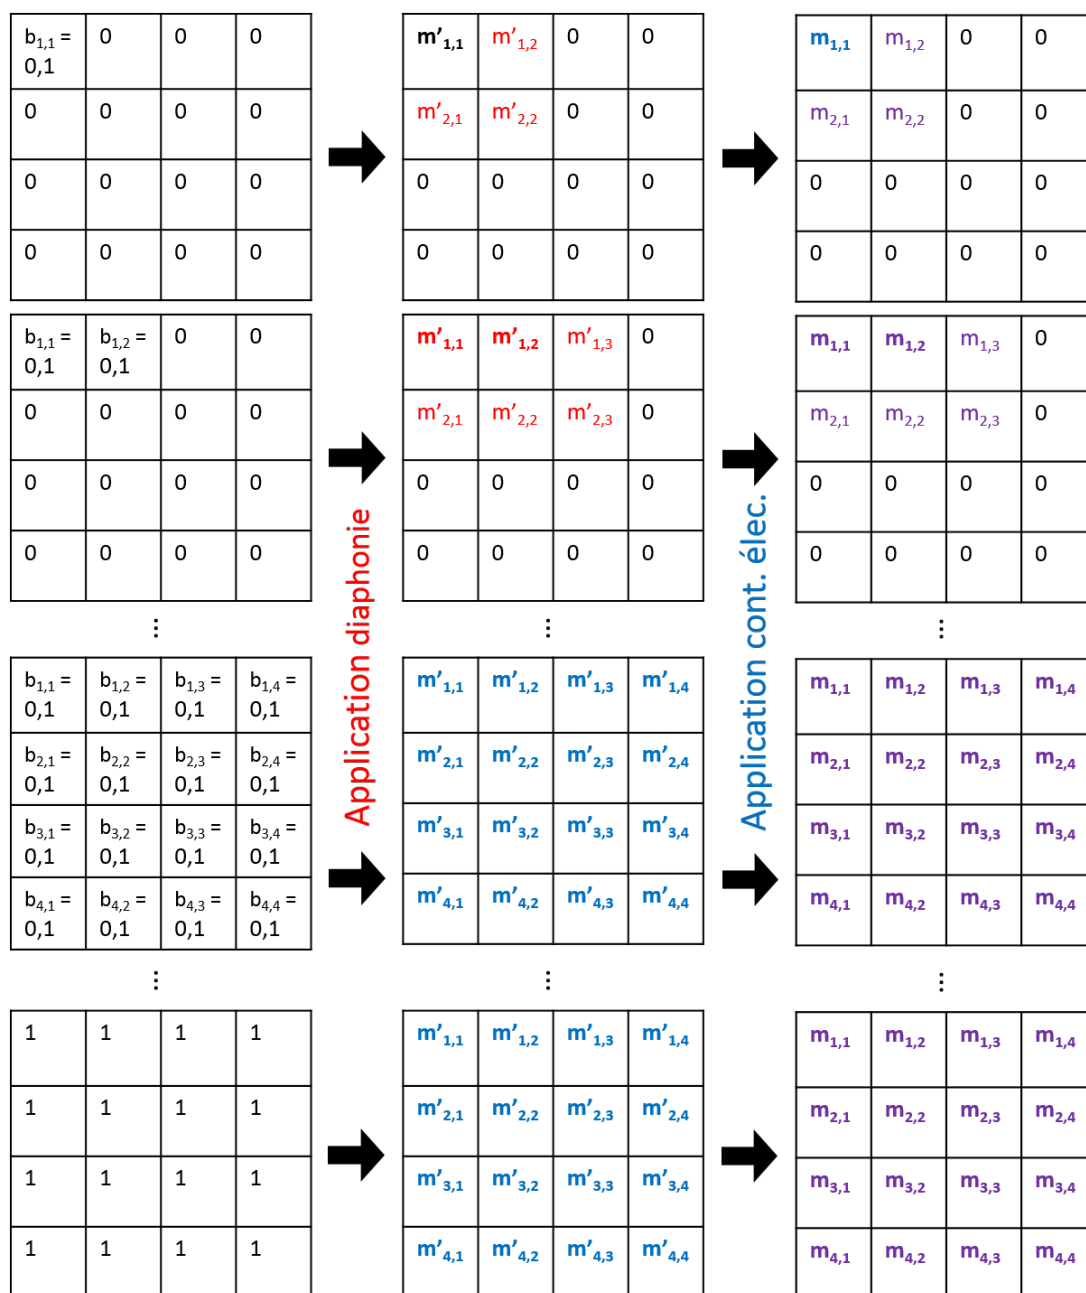 b1,1 = 0,1 0 0 0
0 0 0 0
0 0 0 0
0 0 0 0
m’1,1 m’1,2 0 0
m’2,1 m’2,2 0 0
0 0 0 0
0 0 0 0
m1,1 m1,2 0 0
m2,1 m2,2 0 0
0 0 0 0
0 0 0 0
b1,1 = 0,1 b1,2 = 0,1 0 0
0 0 0 0
0 0 0 0
0 0 0 0
m’1,1 m’1,2 m’1,3 0
m’2,1 m’2,2 m’2,3 0
0 0 0 0
0 0 0 0
m1,1 m1,2 m1,3 0
m2,1 m2,2 m2,3 0
0 0 0 0
0 0 0 0
Application diaphonie
Application cont. élec.
⋮ ⋮ ⋮
b1,1 = 0,1 b1,2 = 0,1 b1,3 = 0,1 b1,4 = 0,1
b2,1 = 0,1 b2,2 = 0,1 b2,3 = 0,1 b2,4 = 0,1
b3,1 = 0,1 b3,2 = 0,1 b3,3 = 0,1 b3,4 = 0,1
b4,1 = 0,1 b4,2 = 0,1 b4,3 = 0,1 b4,4 = 0,1
m’1,1 m’1,2 m’1,3 m’1,4
m’2,1 m’2,2 m’2,3 m’2,4
m’3,1 m’3,2 m’3,3 m’3,4
m’4,1 m’4,2 m’4,3 m’4,4
m1,1 m1,2 m1,3 m1,4
m2,1 m2,2 m2,3 m2,4
m3,1 m3,2 m3,3 m3,4
m4,1 m4,2 m4,3 m4,4
⋮ ⋮ ⋮
1 1 1 1
1 1 1 1
1 1 1 1
1 1 1 1
m’1,1 m’1,2 m’1,3 m’1,4
m’2,1 m’2,2 m’2,3 m’2,4
m’3,1 m’3,2 m’3,3 m’3,4
m’4,1 m’4,2 m’4,3 m’4,4
m1,1 m1,2 m1,3 m1,4
m2,1 m2,2 m2,3 m2,4
m3,1 m3,2 m3,3 m3,4
m4,1 m4,2 m4,3 m4,4